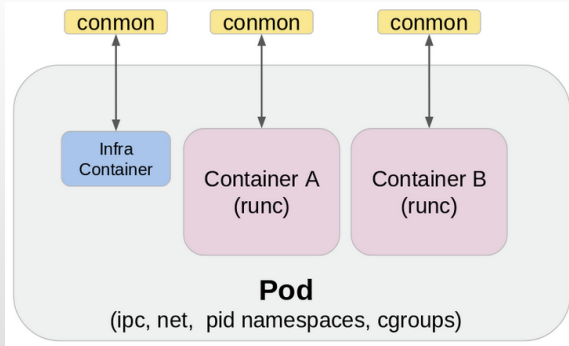 conmon
conmon
conmon
Infra
Container
Container A
(runc)
Container B
(runc)
Pod
(ipc, net, pid namespaces, cgroups)